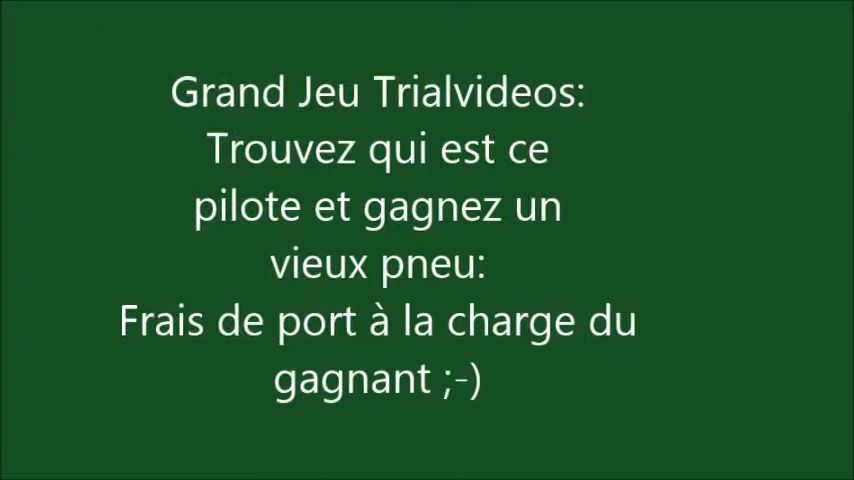 Grand Jeu Trialvideos:
Trouvez qui est ce
pilote et gagnez un
vieux pneu:
Frais de port à la charge du
gagnant ;-)